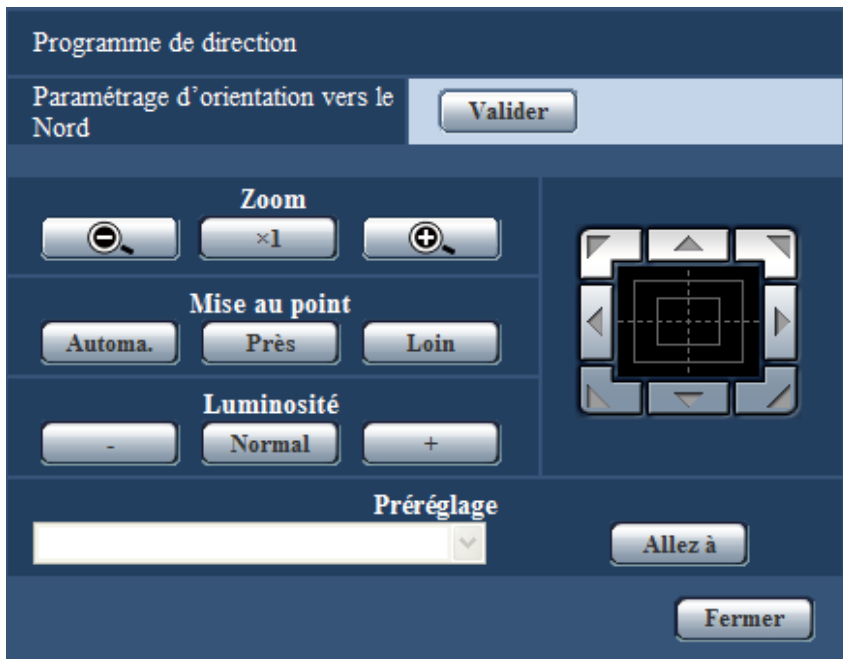 Programme de direction
Paramétrage d'orientation vers le
Nord
Valider
Zoom
×1
Mise au point
Automa.
Près
Loin
Luminosité
-
Normal
+
Préréglage
Allez à
Fermer